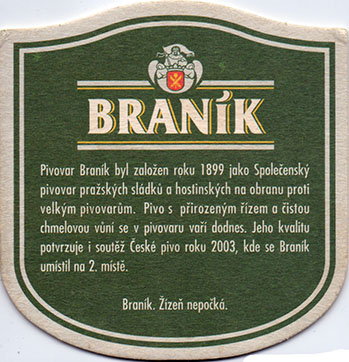 BRANÍK
Pivovar Braník byl založen roku 1899 jako Společenský
pivovar pražských sládků a hostinských na obranu proti
velkým pivovarům. Pivo s přirozeným řízem a čistou
chmelovou vůní se v pivovaru vaří dodnes. Jeho kvalitu
potvrzuje i soutěž České pivo roku 2003, kde se Braník
umístil na 2. místě.
Braník. Žízeň nepočká.